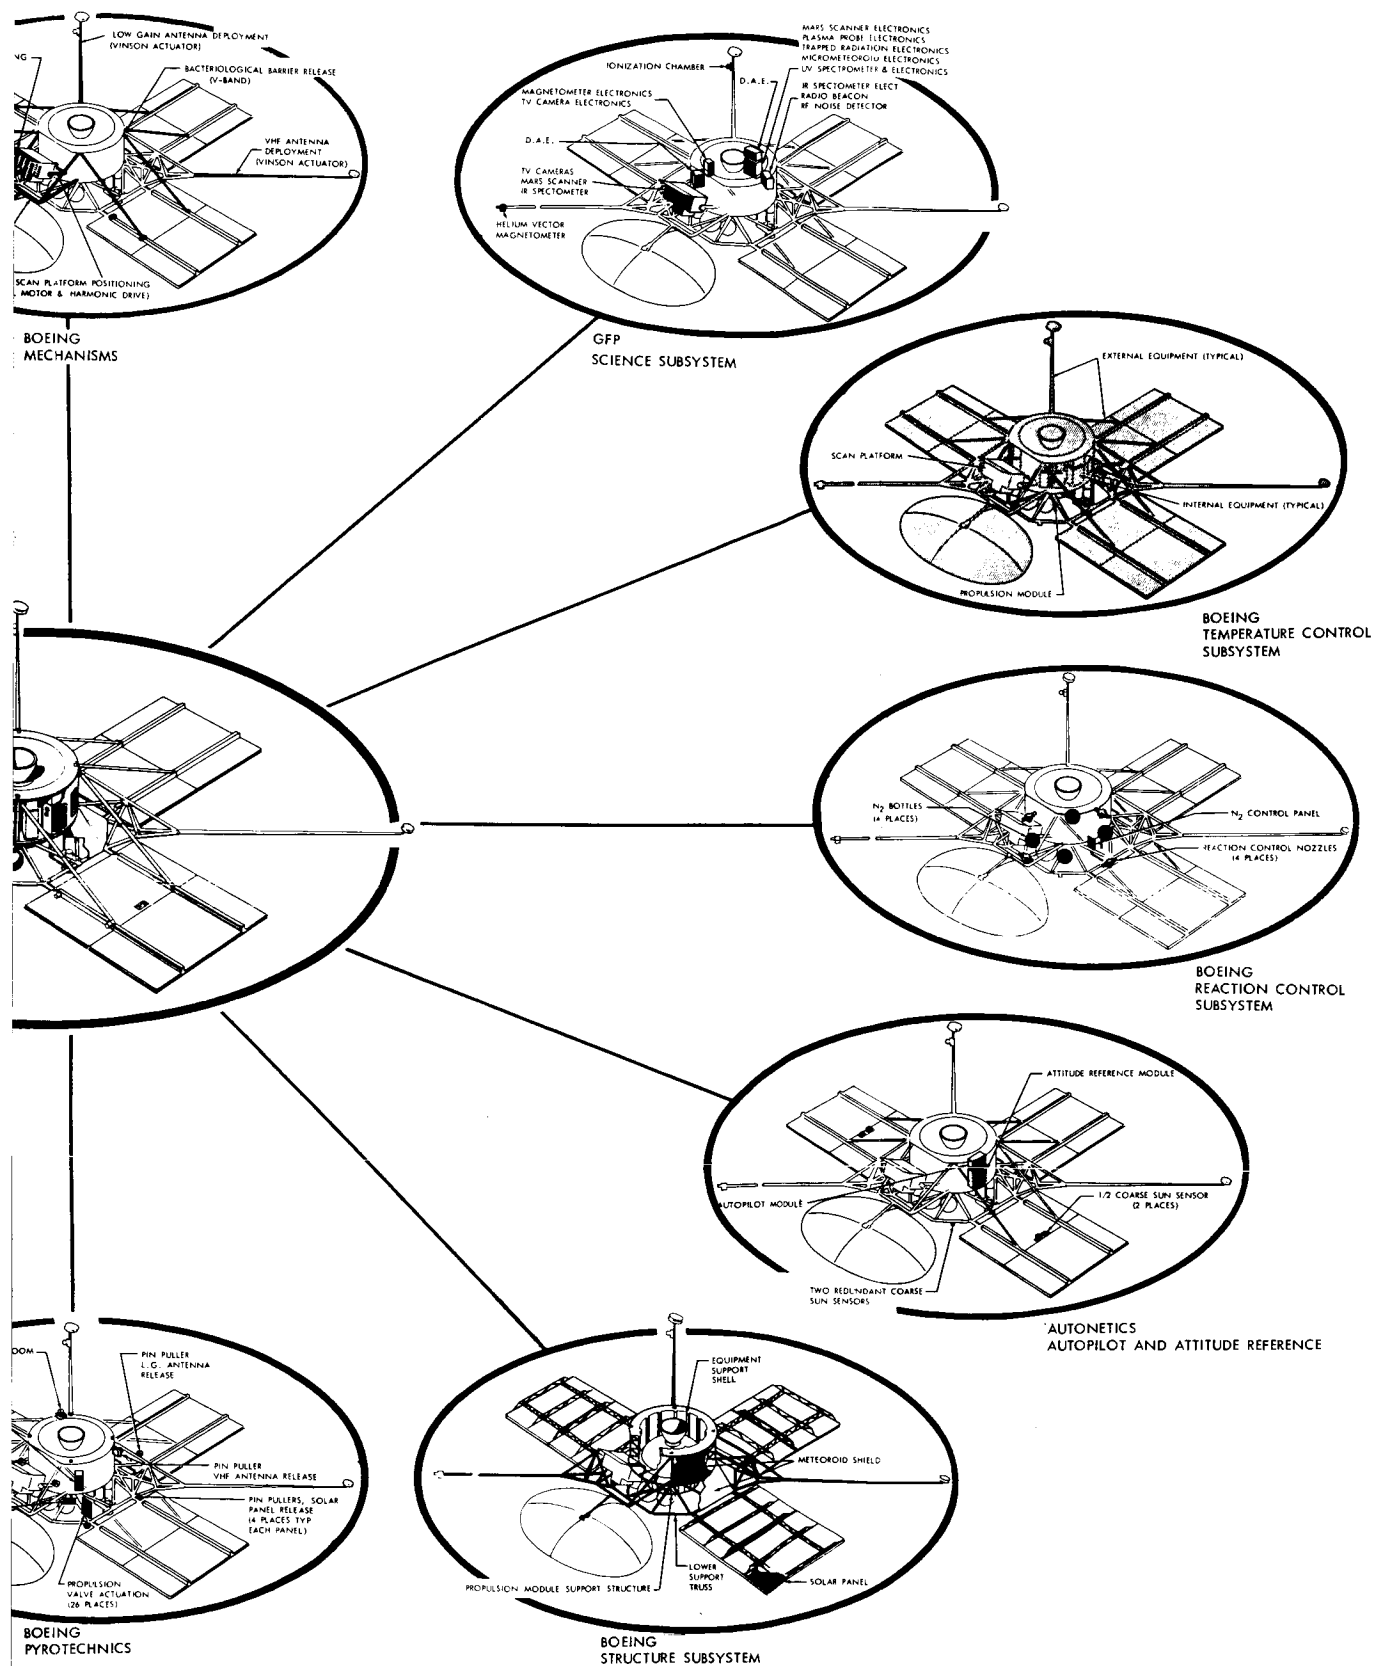 LOW GAIN ANTENNA DEPLOYMENT
(VINSON ACTUATOR)
NG
BACTERIOLOGICAL BARRIER RELEASE
(V-BAND)
VHF ANTENNA
DEPLOYMENT
(VINSON ACTUATOR)
SCAN PLATFORM POSITIONING
MOTOR & HARMONIC DRIVE)
BOEING
MECHANISMS
MARS SCANNER ELECTRONICS
PLASMA PROBE ELECTRONICS
TRAPPED RADIATION ELECTRONICS
MICROMETEOROID ELECTRONICS
UV SPECTROMETER & ELECTRONICS
IONIZATION CHAMBER
D.A.E.
IR SPECTOMETER ELECT
RADIO BEACON
RF NOISE DETECTOR
MAGNETOMETER ELECTRONICS
TV CAMERA ELECTRONICS
D.A.E.
TV CAMERAS
MARS SCANNER
IR SPECTOMETER
HELIUM VECTOR
MAGNETOMETER
GFP
SCIENCE SUBSYSTEM
EXTERNAL EQUIPMENT (TYPICAL)
SCAN PLATFORM
INTERNAL EQUIPMENT (TYPICAL)
PROPULSION MODULE
BOEING
TEMPERATURE CONTROL
SUBSYSTEM
N2 BOTTLES
(4 PLACES)
N2 CONTROL PANEL
REACTION CONTROL NOZZLES
(4 PLACES)
BOEING
REACTION CONTROL
SUBSYSTEM
ATTITUDE REFERENCE MODULE
AUTOPILOT MODULE
1/2 COARSE SUN SENSOR
(2 PLACES)
TWO REDUNDANT COARSE
SUN SENSORS
AUTONETICS
AUTOPILOT AND ATTITUDE REFERENCE
OOM
PIN PULLER
L.G. ANTENNA
RELEASE
PIN PULLER
VHF ANTENNA RELEASE
PIN PULLERS, SOLAR
PANEL RELEASE
(4 PLACES TYP
EACH PANEL)
PROPULSION
VALVE ACTUATION
(26 PLACES)
BOEING
PYROTECHNICS
EQUIPMENT
SUPPORT
SHELL
METEOROID SHIELD
LOWER
SUPPORT
TRUSS
SOLAR PANEL
PROPULSION MODULE SUPPORT STRUCTURE
BOEING
STRUCTURE SUBSYSTEM